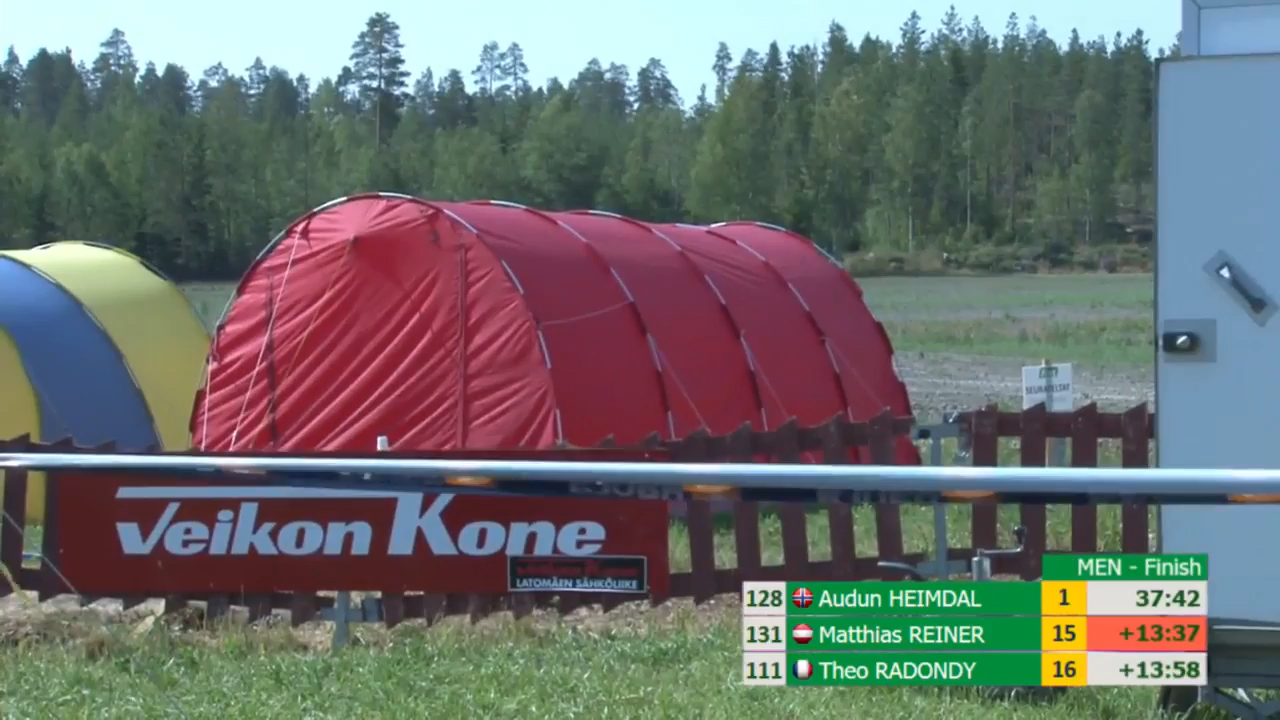 SEURATELTAT
Veikon Kone
LATOMÄEN SÄHKÖLIIKE
MEN - Finish
128 Audun HEIMDAL 1 37:42
131 Matthias REINER 15 +13:37
111 Theo RADONDY 16 +13:58